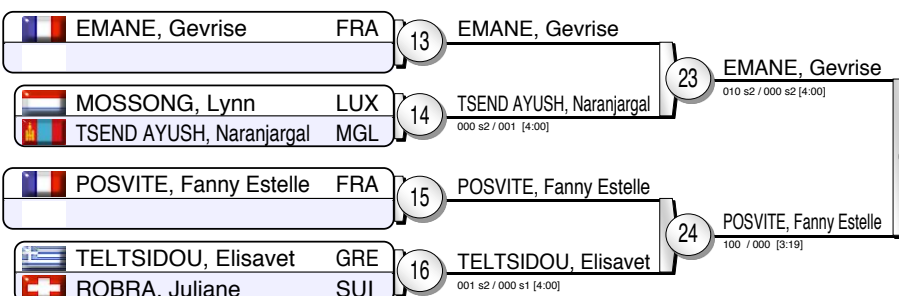 EMANE, Gevrise FRA
13
EMANE, Gevrise
23
EMANE, Gevrise
010 s2 / 000 s2 [4:00]
MOSSONG, Lynn LUX
TSEND AYUSH, Naranjargal MGL
14
TSEND AYUSH, Naranjargal
000 s2 / 001 [4:00]
POSVITE, Fanny Estelle FRA
15
POSVITE, Fanny Estelle
24
POSVITE, Fanny Estelle
100 / 000 [3:19]
TELTSIDOU, Elisavet GRE
ROBRA, Juliane SUI
16
TELTSIDOU, Elisavet
001 s2 / 000 s1 [4:00]